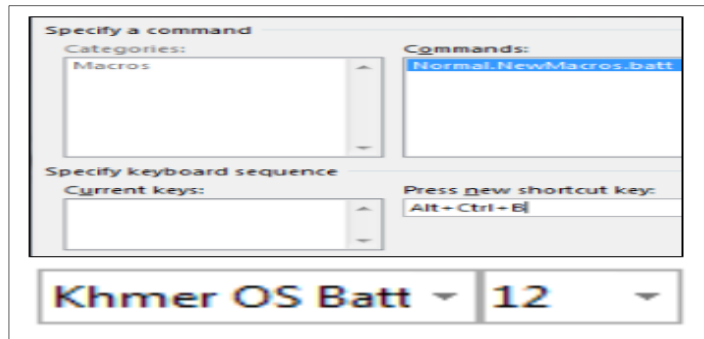 Specify a command
Categories: Commands:
Macros Normal.NewMacros.batt
Specify keyboard sequence
Current keys: Press new shortcut key:
Alt+Ctrl+B
Khmer OS Batt 12